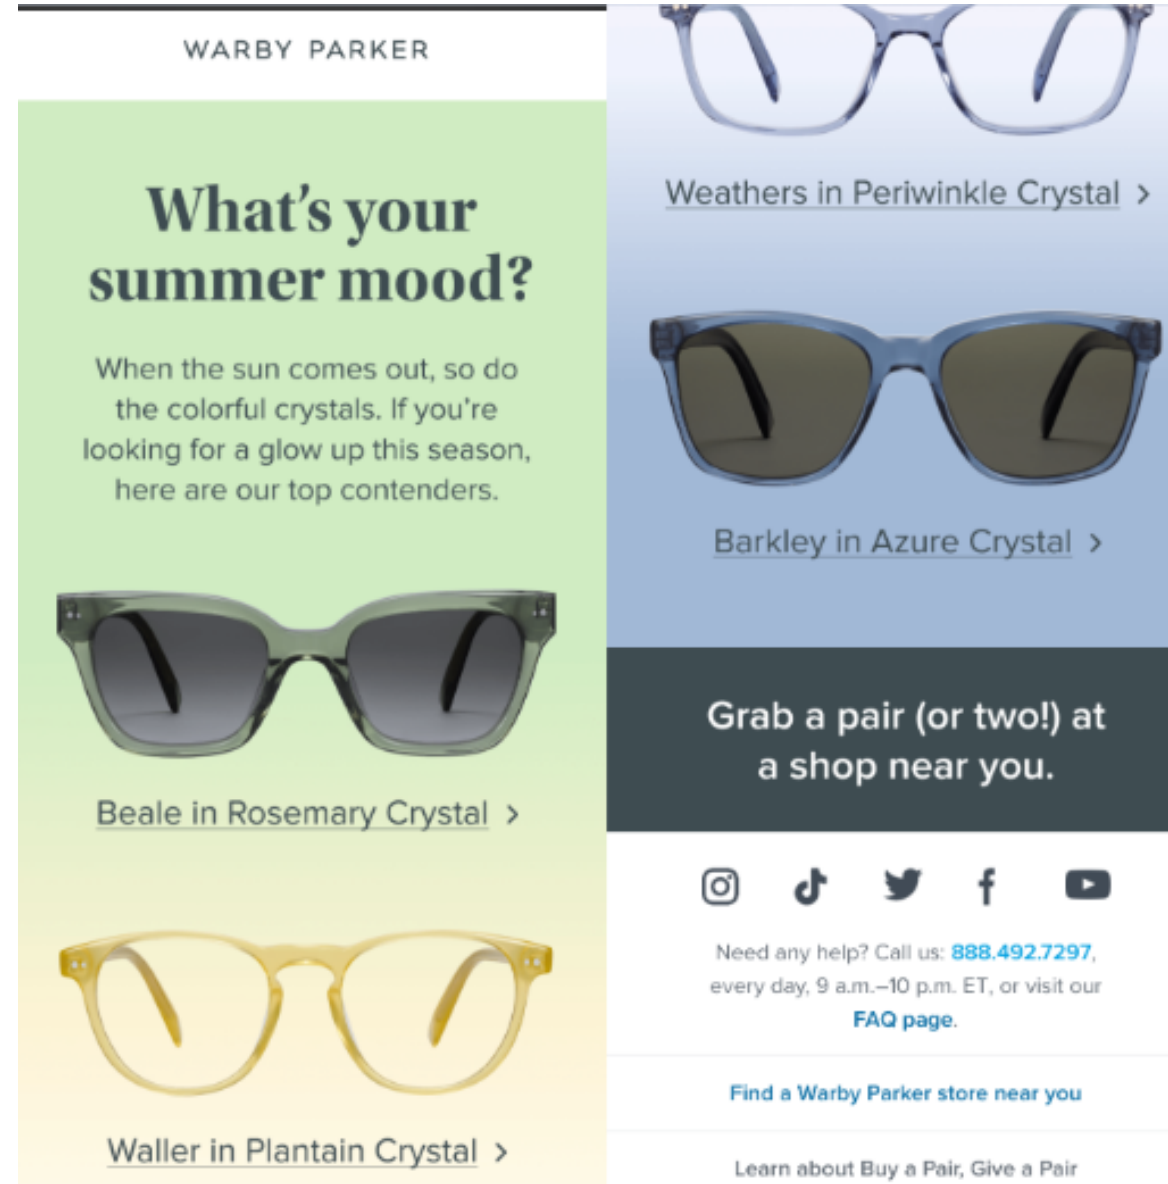 WARBY PARKER
What's your
summer mood?
When the sun comes out, so do
the colorful crystals. If you're
looking for a glow up this season,
here are our top contenders.
Beale in Rosemary Crystal >
Waller in Plantain Crystal >
Weathers in Periwinkle Crystal >
Barkley in Azure Crystal >
Grab a pair (or two!) at
a shop near you.
Need any help? Call us: 888.492.7297,
every day, 9 a.m.–10 p.m. ET, or visit our
FAQ page.
Find a Warby Parker store near you
Learn about Buy a Pair, Give a Pair